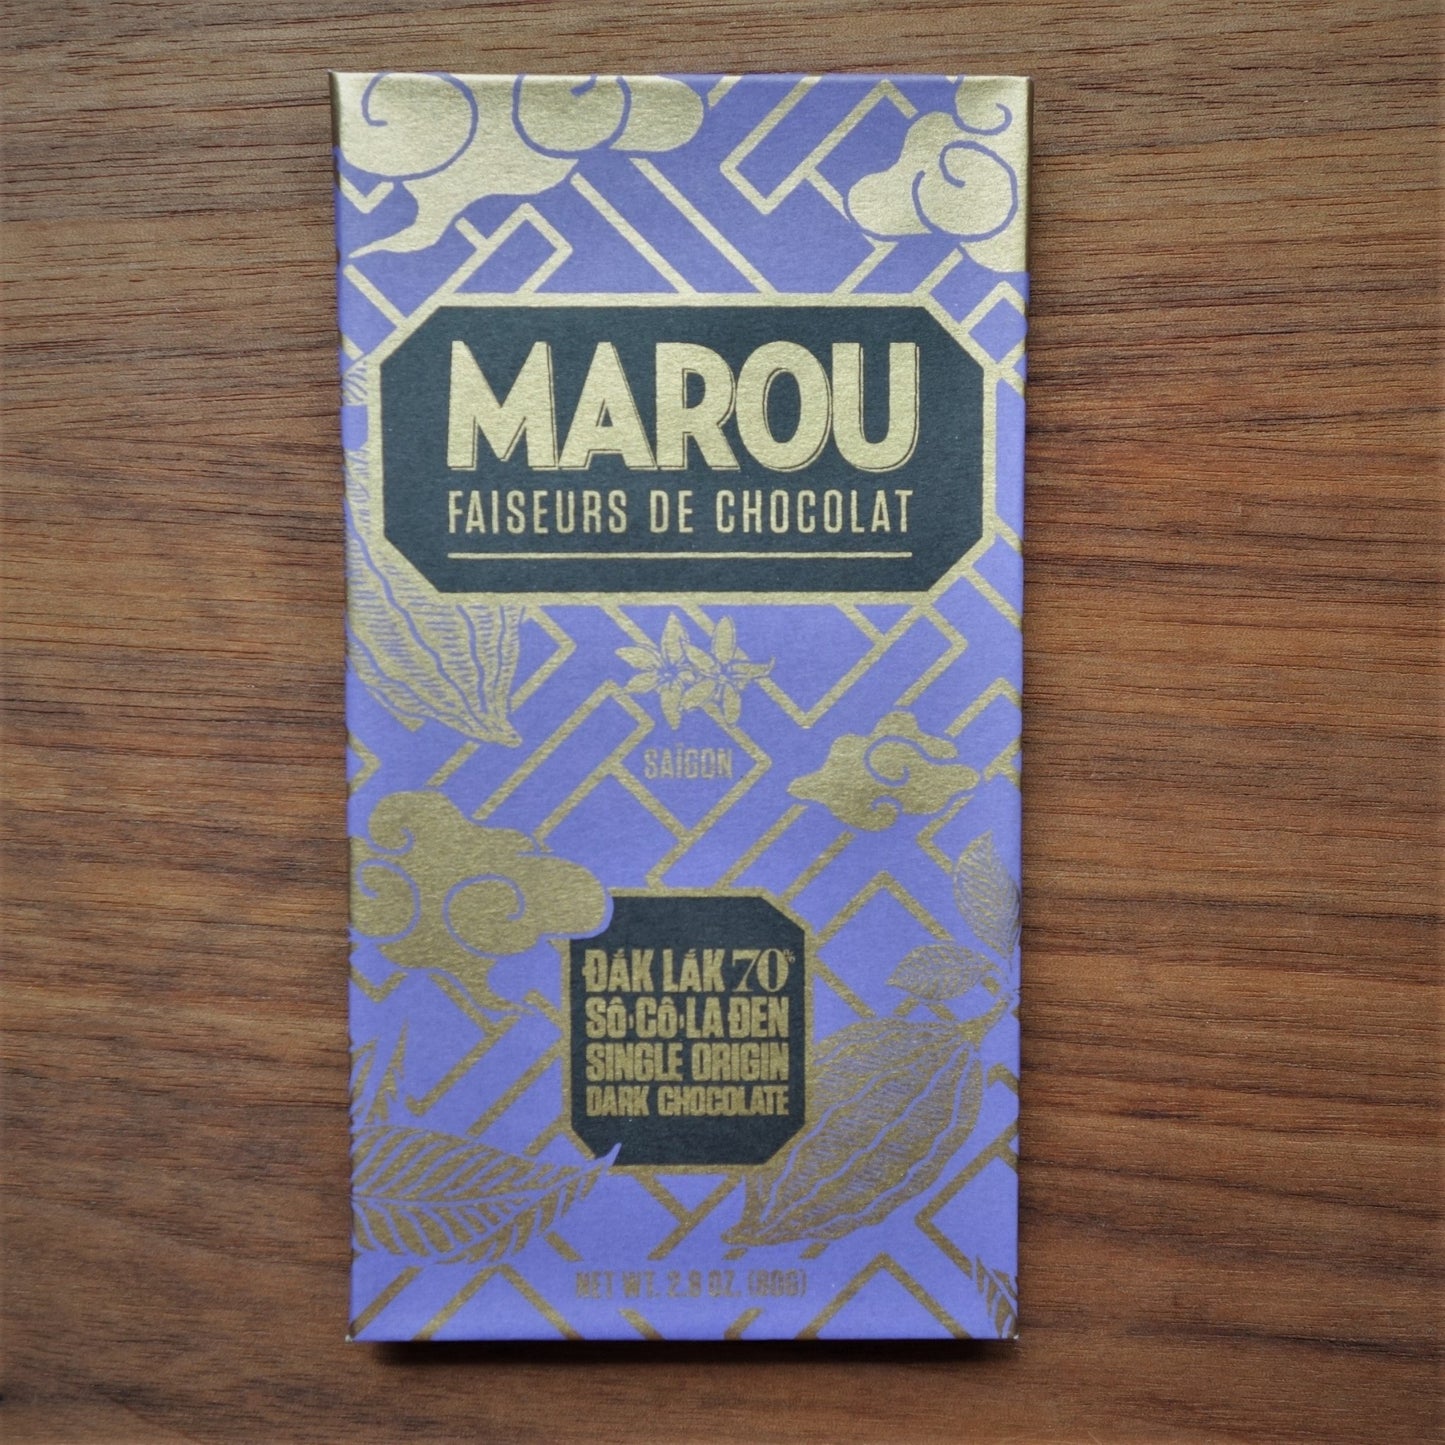 MAROU
FAISEURS DE CHOCOLAT
SAÏGON
ĐẮK LẮK 70%
SÔ·CÔ·LA ĐEN
SINGLE ORIGIN
DARK CHOCOLATE
NET WT. 2.8 OZ. (80G)